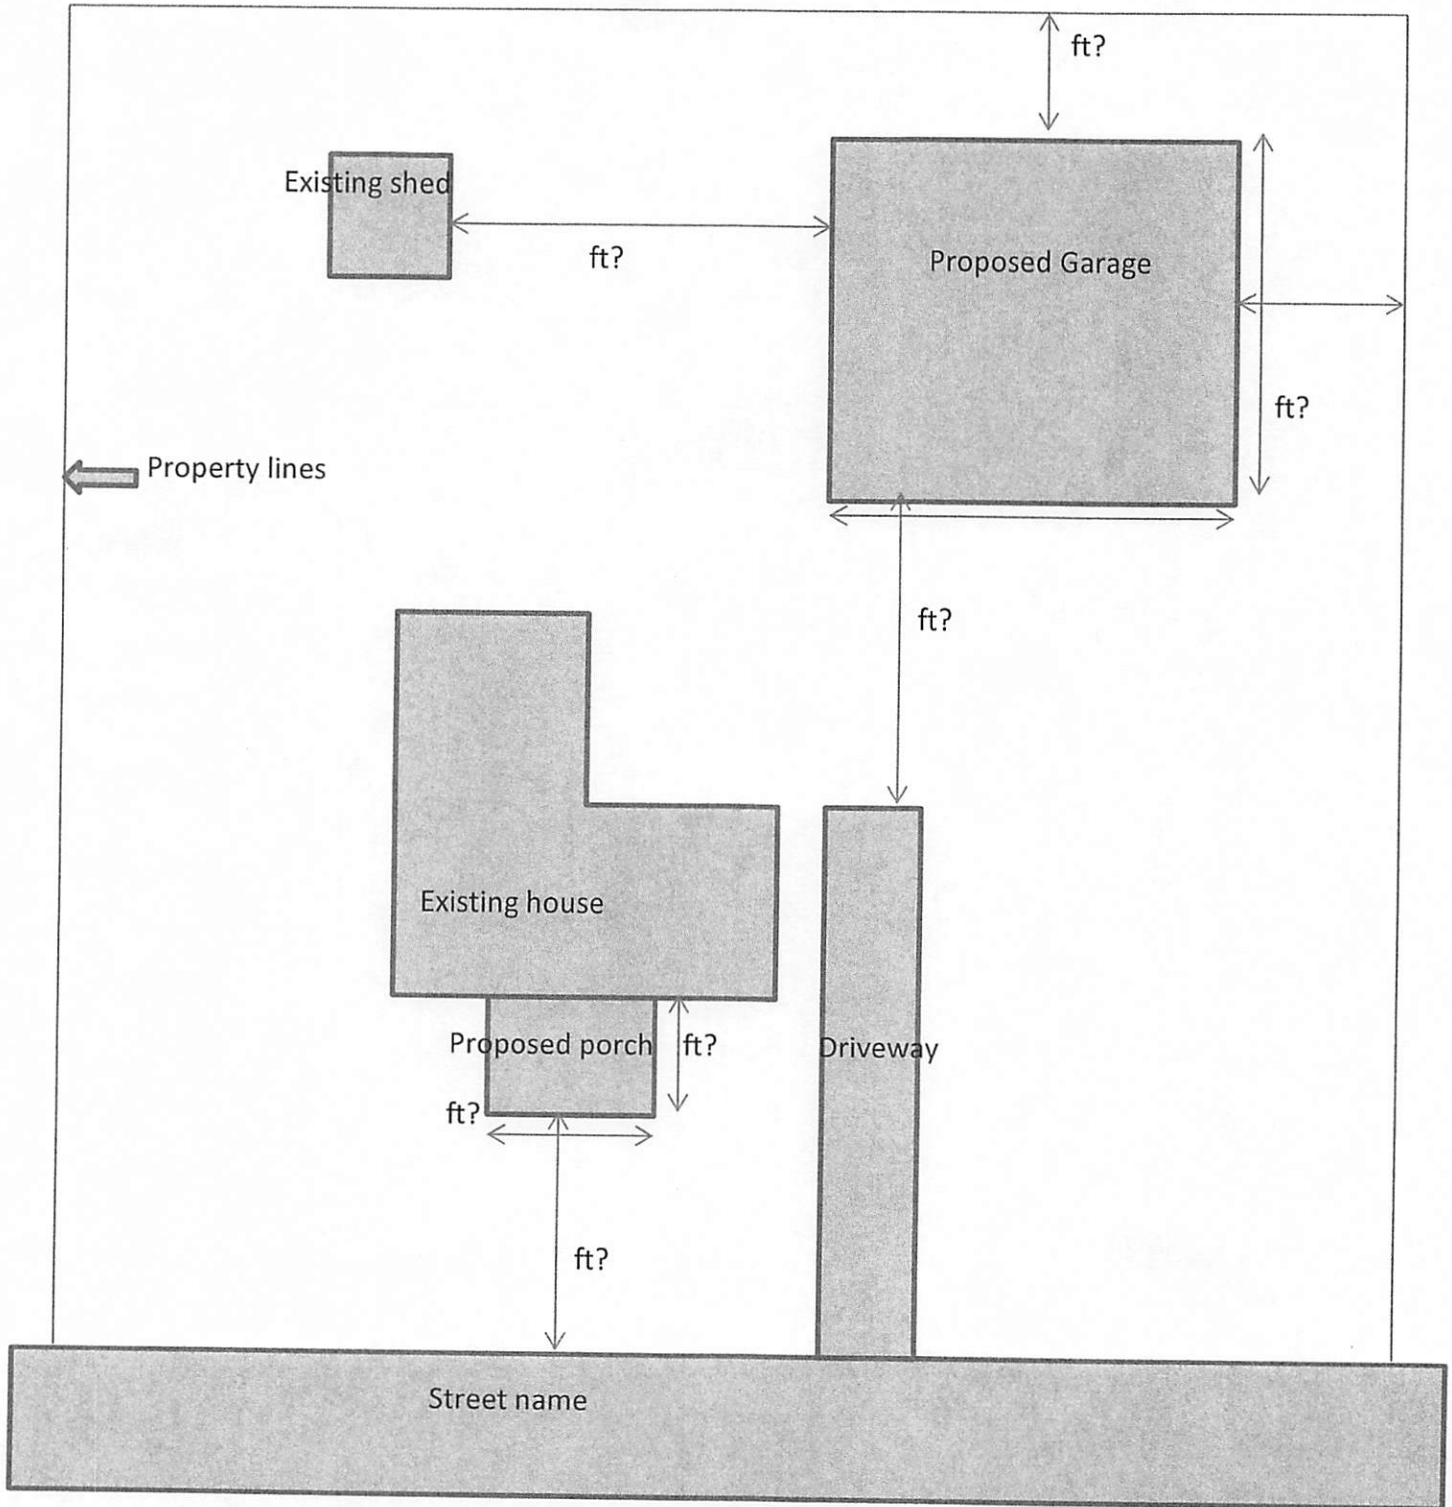 ft?
Existing shed
ft?
Proposed Garage
ft?
Property lines
ft?
Existing house
Proposed porch
ft?
Driveway
ft?
ft?
Street name